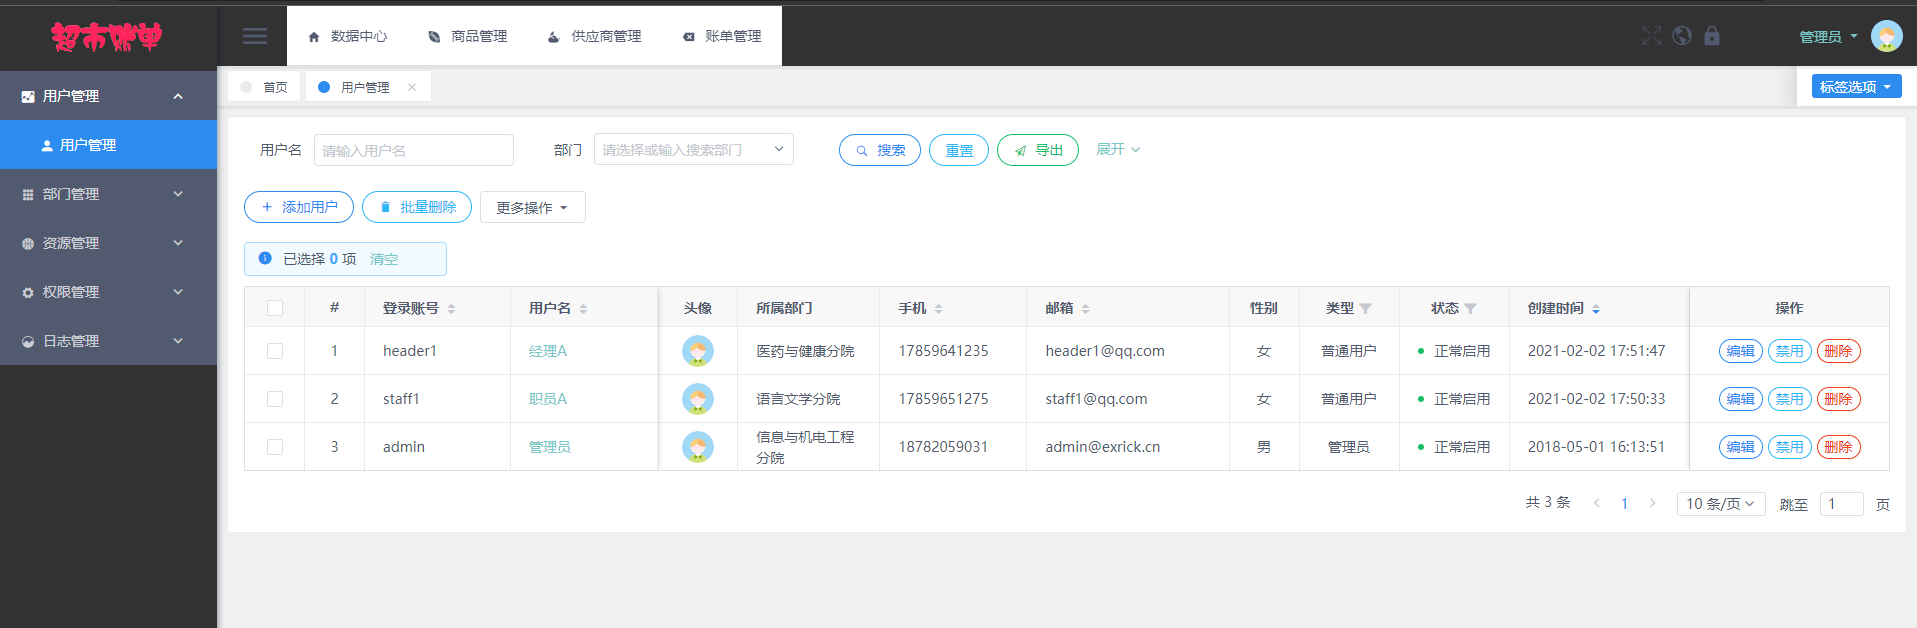 超市账单
数据中心 商品管理 供应商管理 账单管理
管理员
首页 用户管理
标签选项
用户管理
用户管理
部门管理
资源管理
权限管理
日志管理
用户名 请输入用户名 部门 请选择或输入搜索部门 搜索 重置 导出 展开
添加用户 批量删除 更多操作
已选择 0 项 清空
# 登录账号 用户名 头像 所属部门 手机 邮箱 性别 类型 状态 创建时间 操作
1 header1 经理A 医药与健康分院 17859641235 header1@qq.com 女 普通用户 正常启用 2021-02-02 17:51:47 编辑 禁用 删除
2 staff1 职员A 语言文学分院 17859651275 staff1@qq.com 女 普通用户 正常启用 2021-02-02 17:50:33 编辑 禁用 删除
3 admin 管理员 信息与机电工程分院 18782059031 admin@exrick.cn 男 管理员 正常启用 2018-05-01 16:13:51 编辑 禁用 删除
共 3 条 1 10 条/页 跳至 1 页